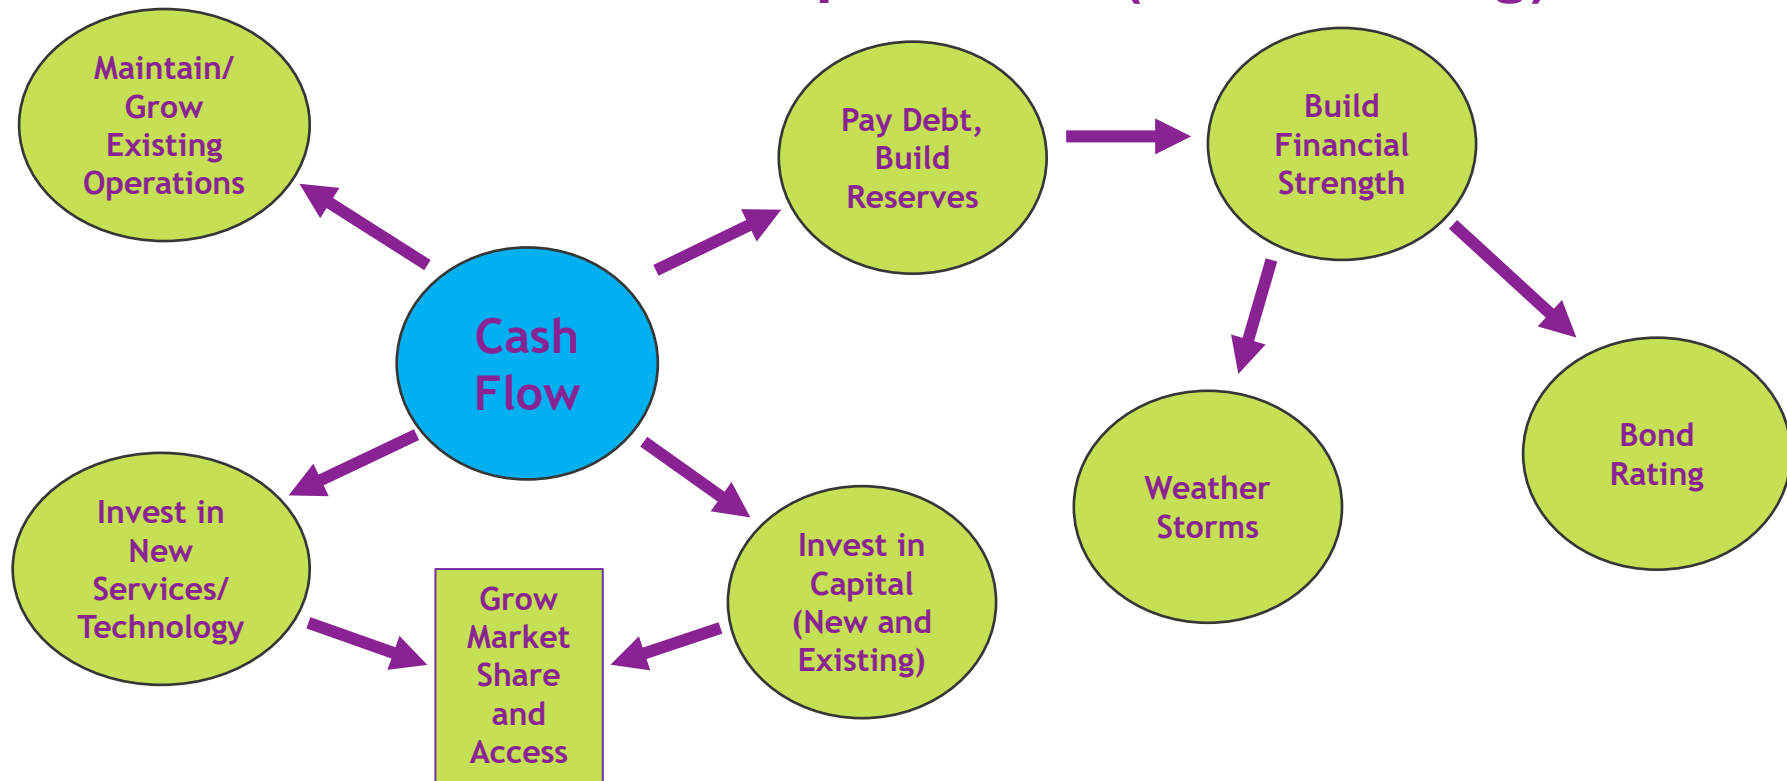 Maintain/
Grow
Existing
Operations
Pay Debt,
Build
Reserves
Build
Financial
Strength
Cash
Flow
Weather
Storms
Bond
Rating
Invest in
New
Services/
Technology
Grow
Market
Share
and
Access
Invest in
Capital
(New and
Existing)